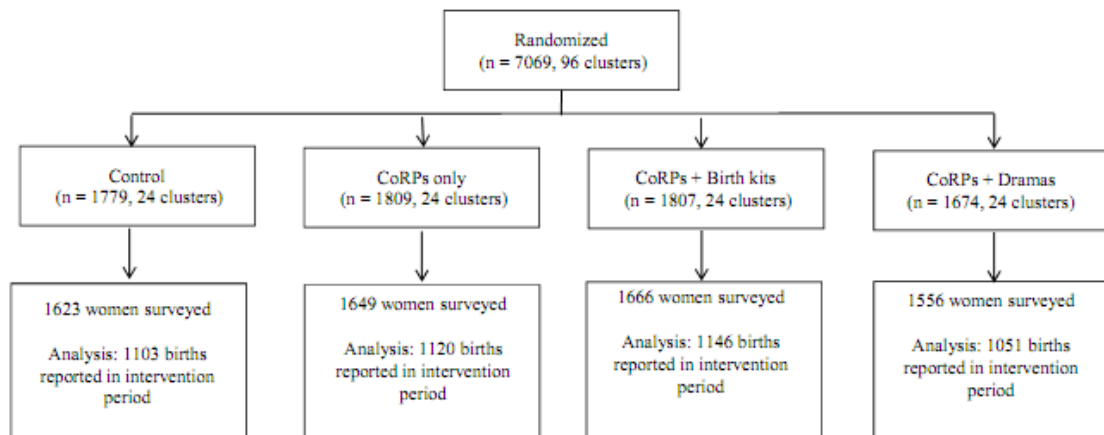 Randomized
(n = 7069, 96 clusters)
Control
(n = 1779, 24 clusters)
CoRPs only
(n = 1809, 24 clusters)
CoRPs + Birth kits
(n = 1807, 24 clusters)
CoRPs + Dramas
(n = 1674, 24 clusters)
1623 women surveyed
Analysis: 1103 births
reported in intervention
period
1649 women surveyed
Analysis: 1120 births
reported in intervention
period
1666 women surveyed
Analysis: 1146 births
reported in intervention
period
1556 women surveyed
Analysis: 1051 births
reported in intervention
period